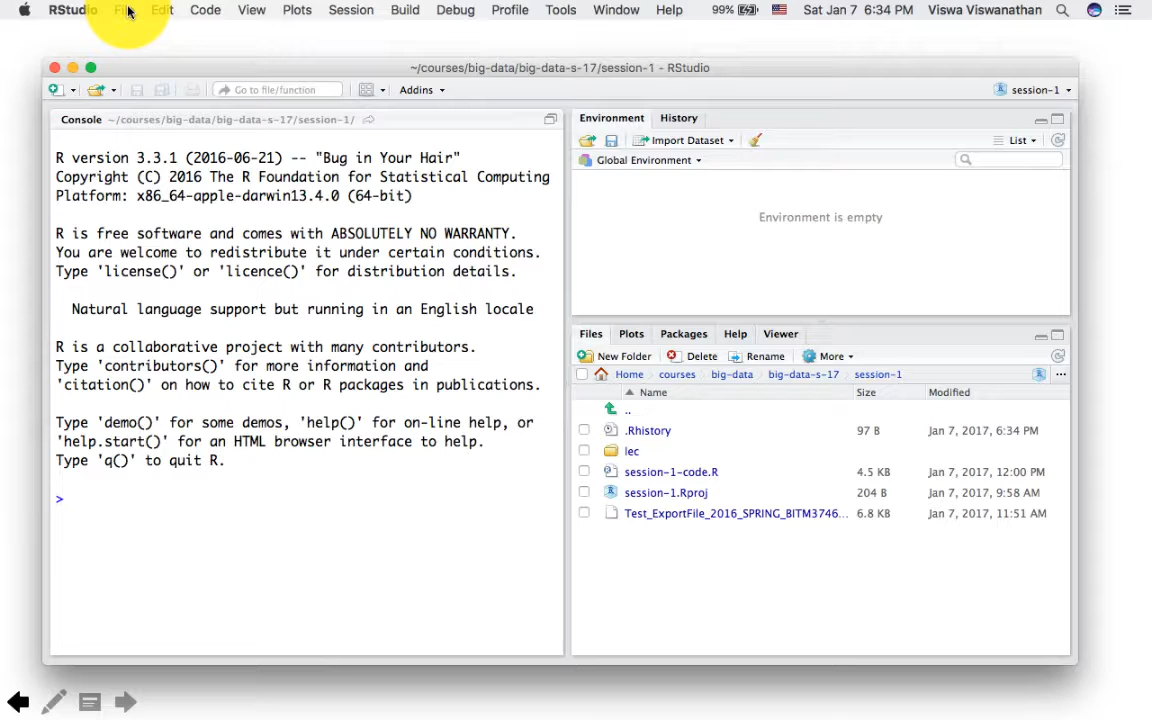 RStudio File Edit Code View Plots Session Build Debug Profile Tools Window Help 99% Sat Jan 7 6:34 PM Viswa Viswanathan
~/courses/big-data/big-data-s-17/session-1 - RStudio
Go to file/function Addins session-1
Console ~/courses/big-data/big-data-s-17/session-1/
R version 3.3.1 (2016-06-21) -- "Bug in Your Hair"
Copyright (C) 2016 The R Foundation for Statistical Computing
Platform: x86_64-apple-darwin13.4.0 (64-bit)
R is free software and comes with ABSOLUTELY NO WARRANTY.
You are welcome to redistribute it under certain conditions.
Type 'license()' or 'licence()' for distribution details.
Natural language support but running in an English locale
R is a collaborative project with many contributors.
Type 'contributors()' for more information and
'citation()' on how to cite R or R packages in publications.
Type 'demo()' for some demos, 'help()' for on-line help, or
'help.start()' for an HTML browser interface to help.
Type 'q()' to quit R.
>
Environment History
Import Dataset List
Global Environment
Environment is empty
Files Plots Packages Help Viewer
New Folder Delete Rename More
Home courses big-data big-data-s-17 session-1
Name Size Modified
..
.Rhistory 97 B Jan 7, 2017, 6:34 PM
lec
session-1-code.R 4.5 KB Jan 7, 2017, 12:00 PM
session-1.Rproj 204 B Jan 7, 2017, 9:58 AM
Test_ExportFile_2016_SPRING_BITM3746... 6.8 KB Jan 7, 2017, 11:51 AM